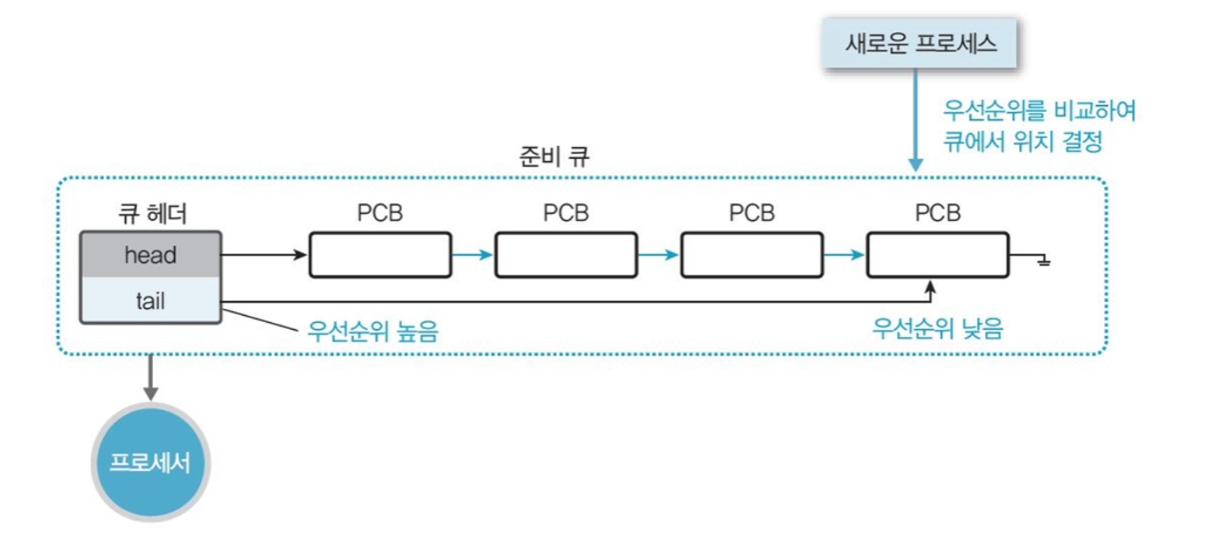 새로운 프로세스
우선순위를 비교하여
큐에서 위치 결정
준비 큐
큐 헤더
PCB
PCB
PCB
PCB
head
tail
우선순위 높음
우선순위 낮음
프로세서